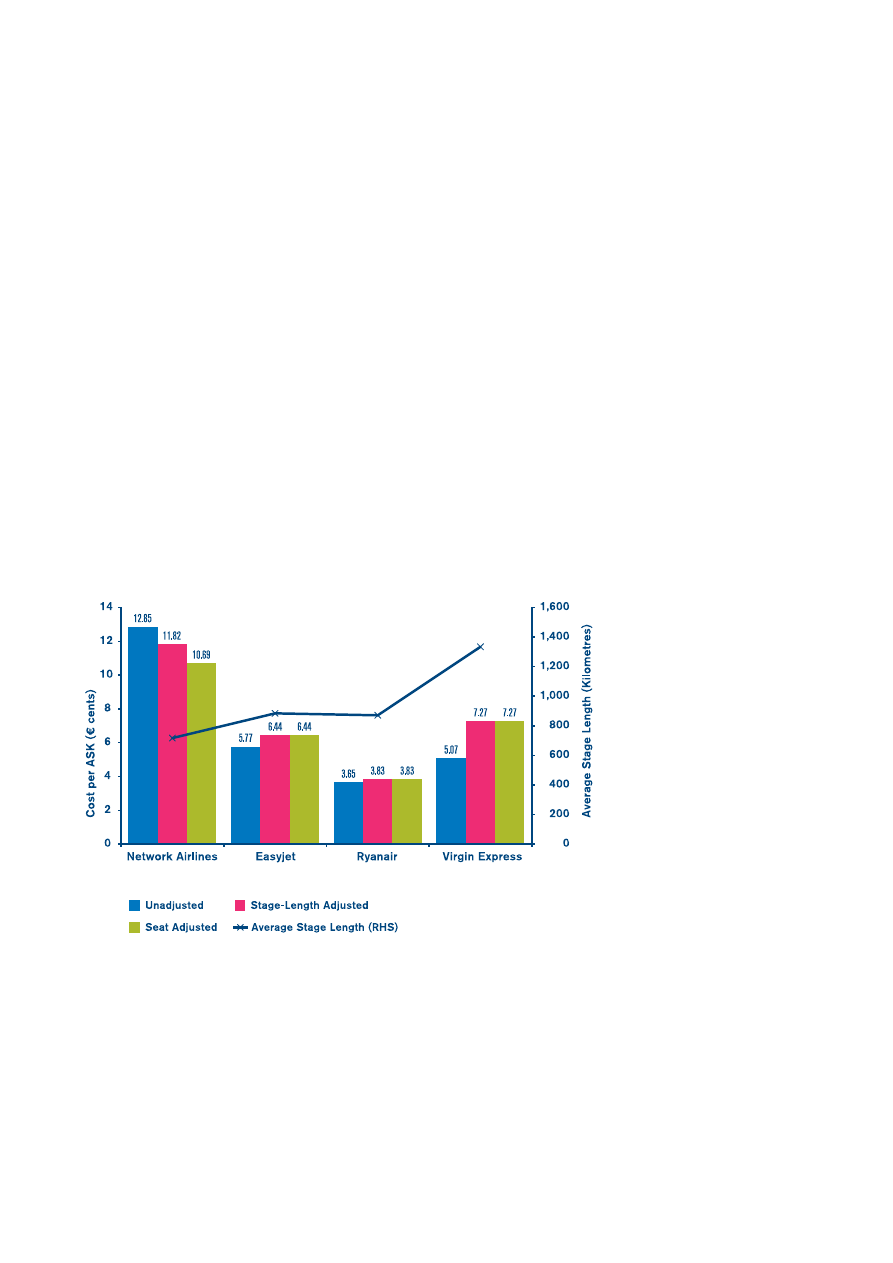 14
12
10
8
6
4
2
0
Cost per ASK (€ cents)
12.85
11.82
10.69
5.77
6.44
6.44
3.65
3.83
3.83
5.07
7.27
7.27
1,600
1,400
1,200
1,000
800
600
400
200
0
Average Stage Length (Kilometres)
Network Airlines
Easyjet
Ryanair
Virgin Express
Unadjusted
Stage-Length Adjusted
Seat Adjusted
Average Stage Length (RHS)